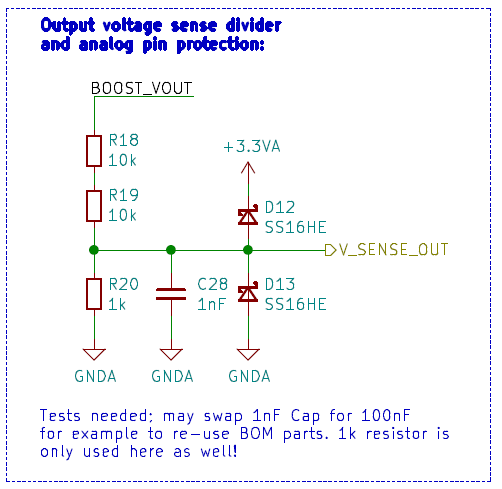 Output voltage sense divider
and analog pin protection:
BOOST_VOUT
R18
10k
+3.3VA
R19
10k
D12
SS16HE
V_SENSE_OUT
R20
1k
C28
1nF
D13
SS16HE
GNDA
GNDA
GNDA
Tests needed; may swap 1nF Cap for 100nF
for example to re-use BOM parts. 1k resistor is
only used here as well!